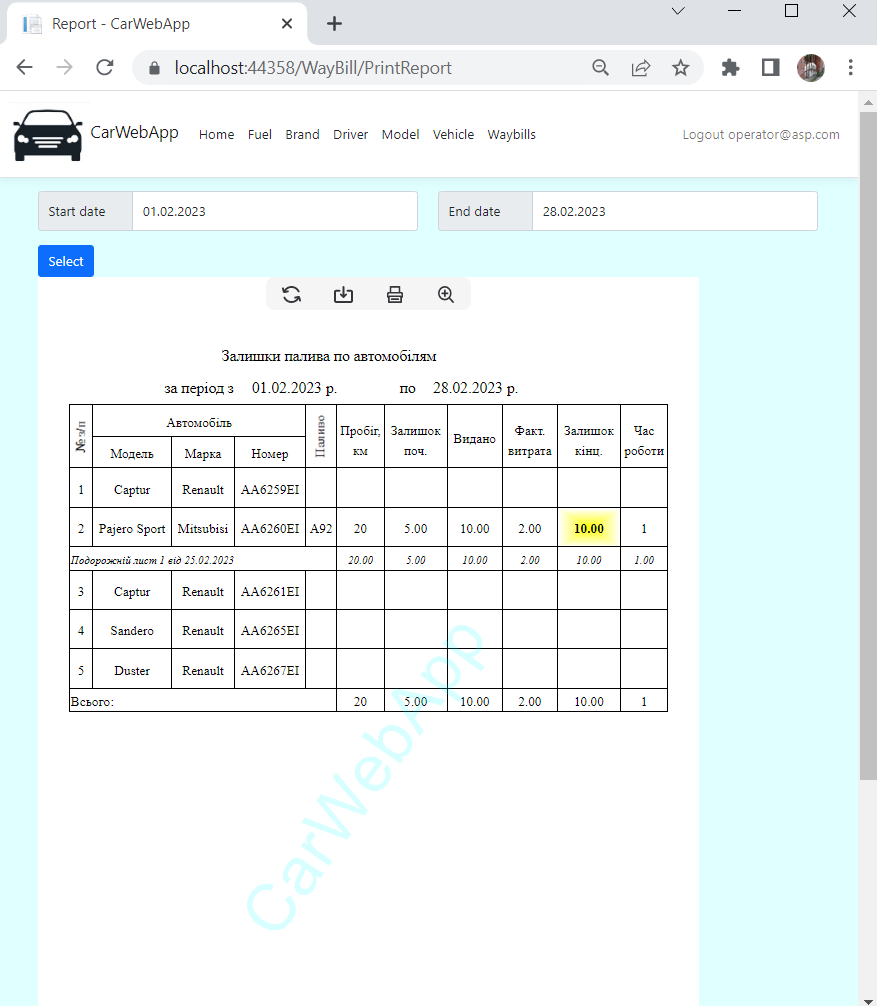 Report - CarWebApp
localhost:44358/WayBill/PrintReport
CarWebApp Home Fuel Brand Driver Model Vehicle Waybills Logout operator@asp.com
Start date 01.02.2023 End date 28.02.2023
Select
Залишки палива по автомобілям
за період з 01.02.2023 р. по 28.02.2023 р.
№ з/п Автомобіль Паливо Пробіг, км Залишок поч. Видано Факт. витрата Залишок кінц. Час роботи
Модель Марка Номер
1 Captur Renault AA6259EI
2 Pajero Sport Mitsubisi AA6260EI A92 20 5.00 10.00 2.00 10.00 1
Подорожній лист 1 від 25.02.2023 20.00 5.00 10.00 2.00 10.00 1.00
3 Captur Renault AA6261EI
4 Sandero Renault AA6265EI
5 Duster Renault AA6267EI
Всього: 20 5.00 10.00 2.00 10.00 1
CarWebApp